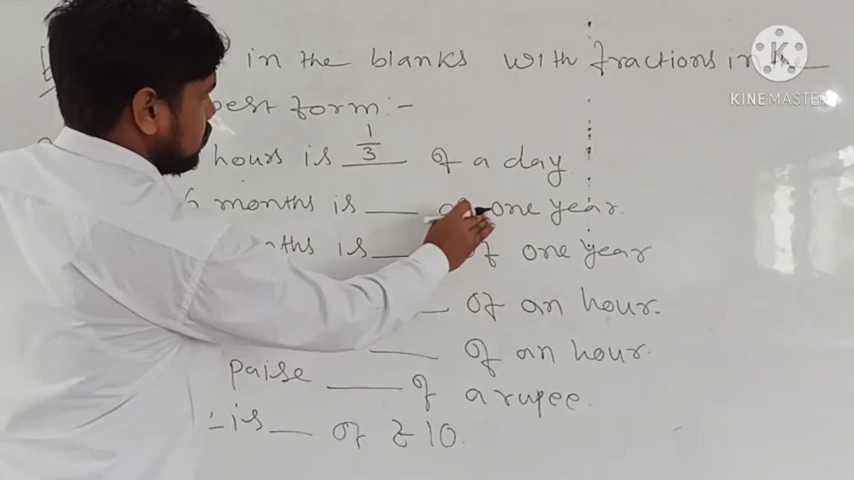 in the blanks with fractions in the
form :-
hours is 1/3 of a day
6 months is ___ of one year.
is ___ of one year
___ of an hour.
___ of an hour.
paise ___ of a rupee.
is ___ of ₹ 10.
K
KINEMASTER